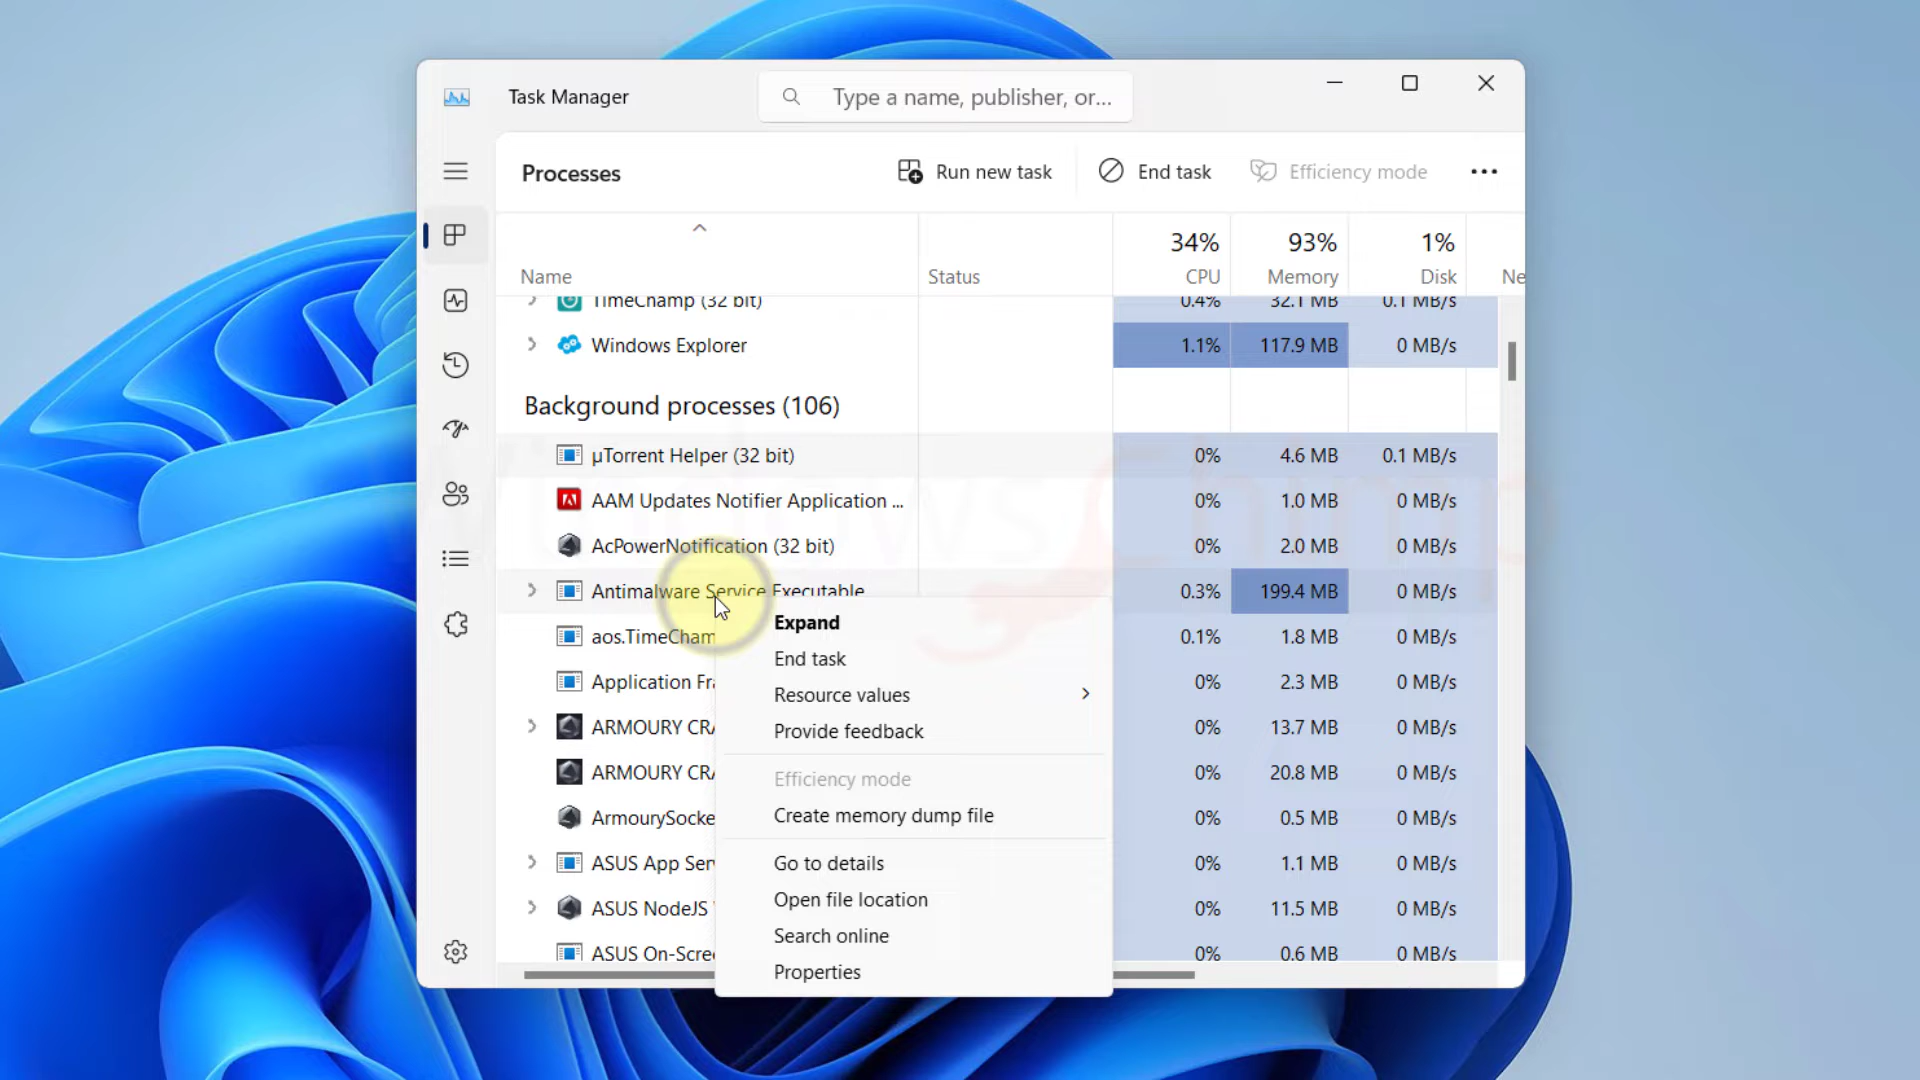 Task Manager
Type a name, publisher, or...
Processes
Run new task
End task
Efficiency mode
34% 93% 1%
Name Status CPU Memory Disk Ne
TimeChamp (32 bit) 0.4% 32.1 MB 0.1 MB/s
Windows Explorer 1.1% 117.9 MB 0 MB/s
Background processes (106)
µTorrent Helper (32 bit) 0% 4.6 MB 0.1 MB/s
AAM Updates Notifier Application ... 0% 1.0 MB 0 MB/s
AcPowerNotification (32 bit) 0% 2.0 MB 0 MB/s
Antimalware Service Executable 0.3% 199.4 MB 0 MB/s
aos.TimeCham 0.1% 1.8 MB 0 MB/s
Application Fra 0% 2.3 MB 0 MB/s
ARMOURY CRA 0% 13.7 MB 0 MB/s
ARMOURY CRA 0% 20.8 MB 0 MB/s
ArmourySocke 0% 0.5 MB 0 MB/s
ASUS App Serv 0% 1.1 MB 0 MB/s
ASUS NodeJS 0% 11.5 MB 0 MB/s
ASUS On-Scree 0% 0.6 MB 0 MB/s
Expand
End task
Resource values
Provide feedback
Efficiency mode
Create memory dump file
Go to details
Open file location
Search online
Properties